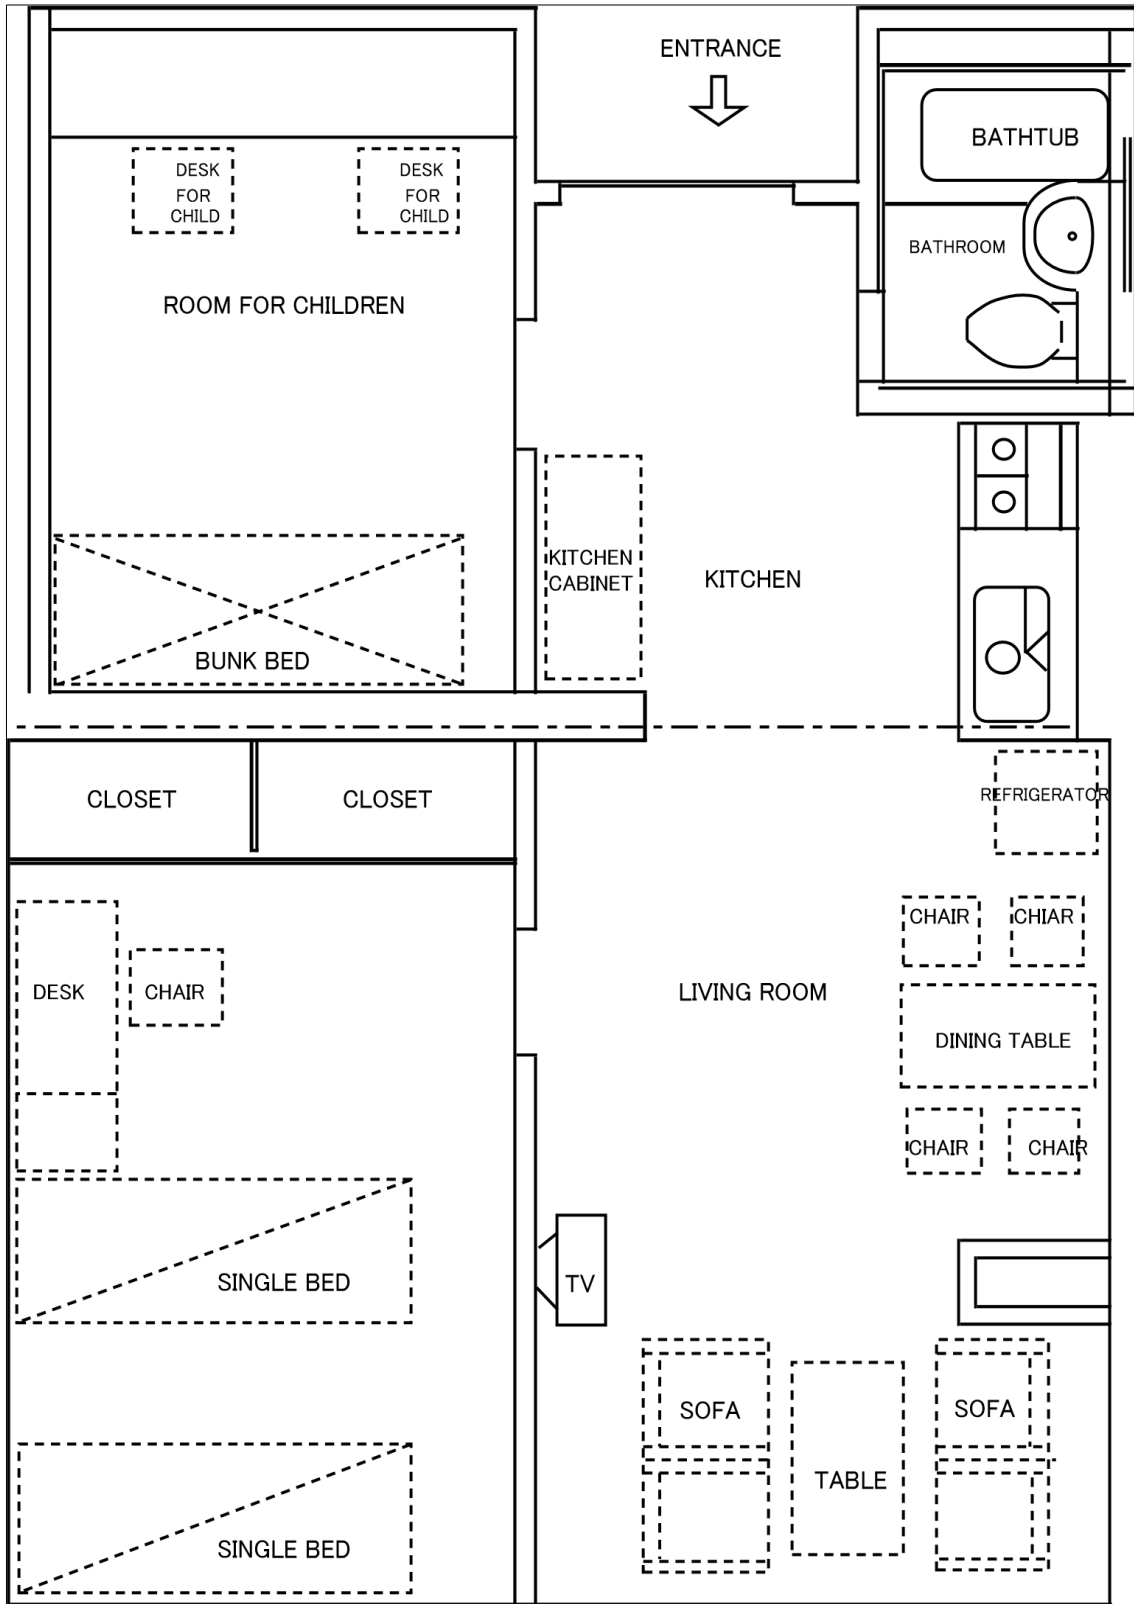 ENTRANCE
BATHTUB
DESK
FOR
CHILD
DESK
FOR
CHILD
BATHROOM
ROOM FOR CHILDREN
KITCHEN
CABINET
KITCHEN
BUNK BED
CLOSET
CLOSET
REFRIGERATOR
CHAIR
CHIAR
DESK
CHAIR
LIVING ROOM
DINING TABLE
CHAIR
CHAIR
SINGLE BED
TV
SOFA
SOFA
TABLE
SINGLE BED